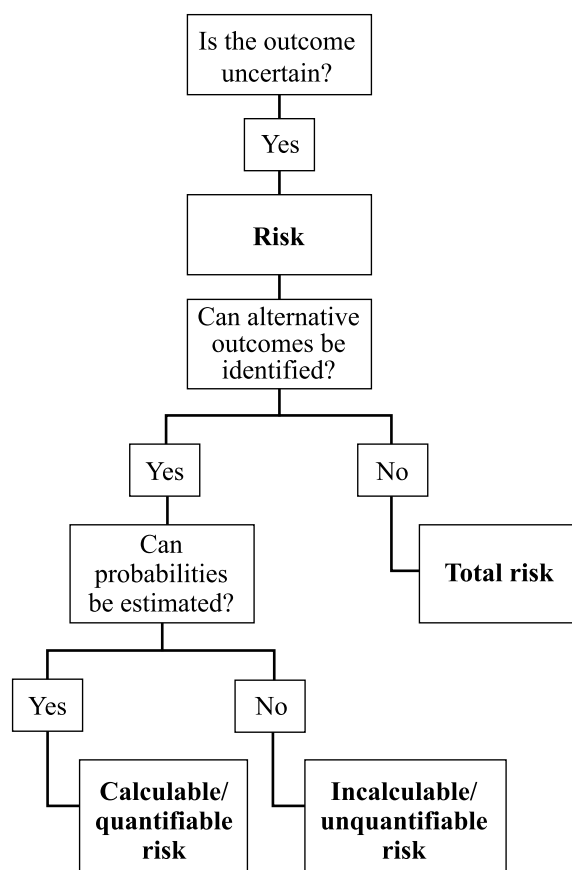 Is the outcome
uncertain?
Yes
Risk
Can alternative
outcomes be
identified?
Yes
No
Can
probabilities
be estimated?
Total risk
Yes
No
Calculable/
quantifiable
risk
Incalculable/
unquantifiable
risk